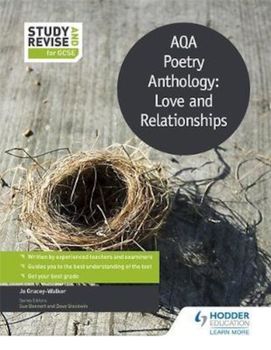 STUDY AND
REVISE
for GCSE
AQA
Poetry
Anthology:
Love and
Relationships
Written by experienced teachers and examiners
Guides you to the best understanding of the text
Get your best grade
Jo Gracey-Walker
Series Editors
Sue Bennett and Dave Stockwin
HODDER
EDUCATION
LEARN MORE